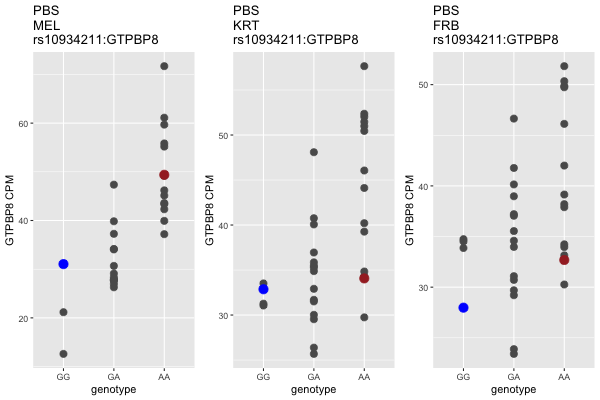 PBS
MEL
rs10934211:GTPBP8
GTPBP8 CPM
60
40
20
GG GA AA
genotype
PBS
KRT
rs10934211:GTPBP8
GTPBP8 CPM
50
40
30
GG GA AA
genotype
PBS
FRB
rs10934211:GTPBP8
GTPBP8 CPM
50
40
30
GG GA AA
genotype